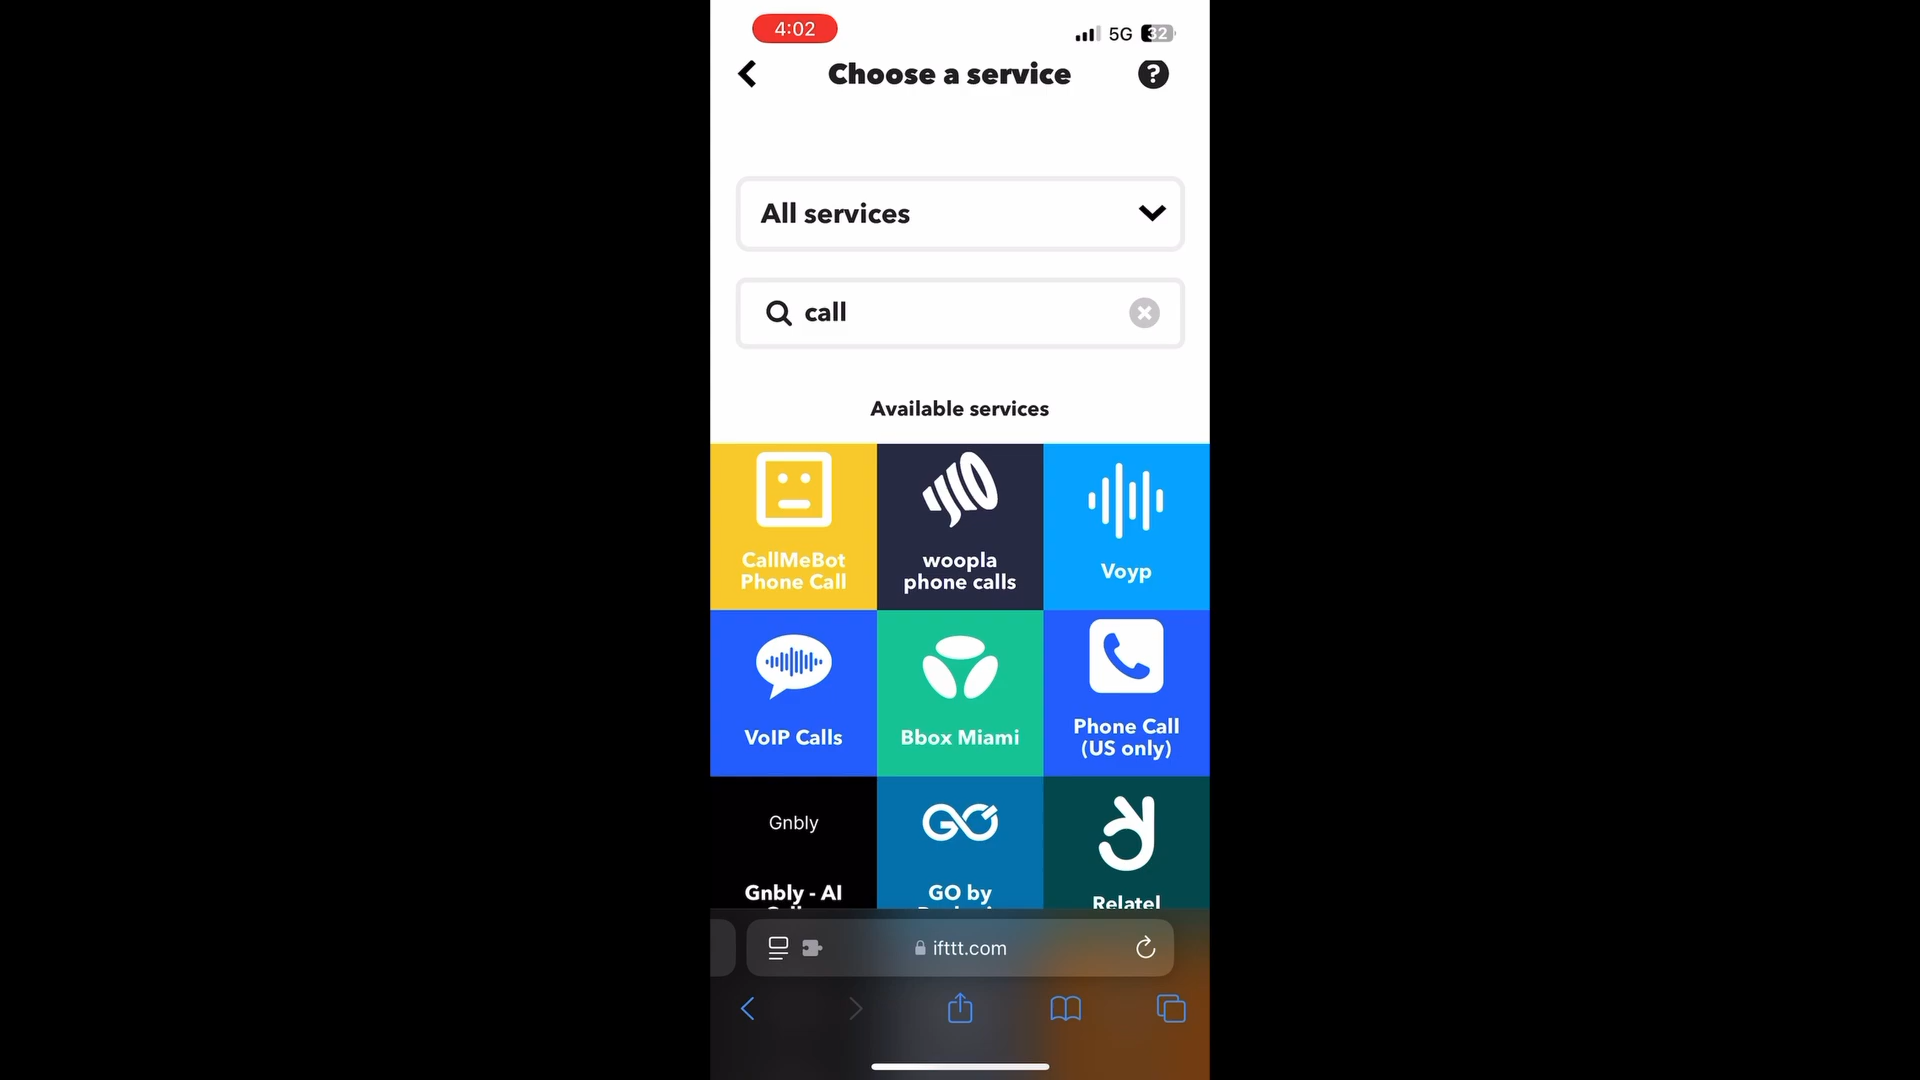 4:02
5G
32
Choose a service
?
All services
call
Available services
CallMeBot
Phone Call
woopla
phone calls
Voyp
VoIP Calls
Bbox Miami
Phone Call
(US only)
Gnbly
Gnbly - AI
GO
GO by
Relatel
ifttt.com